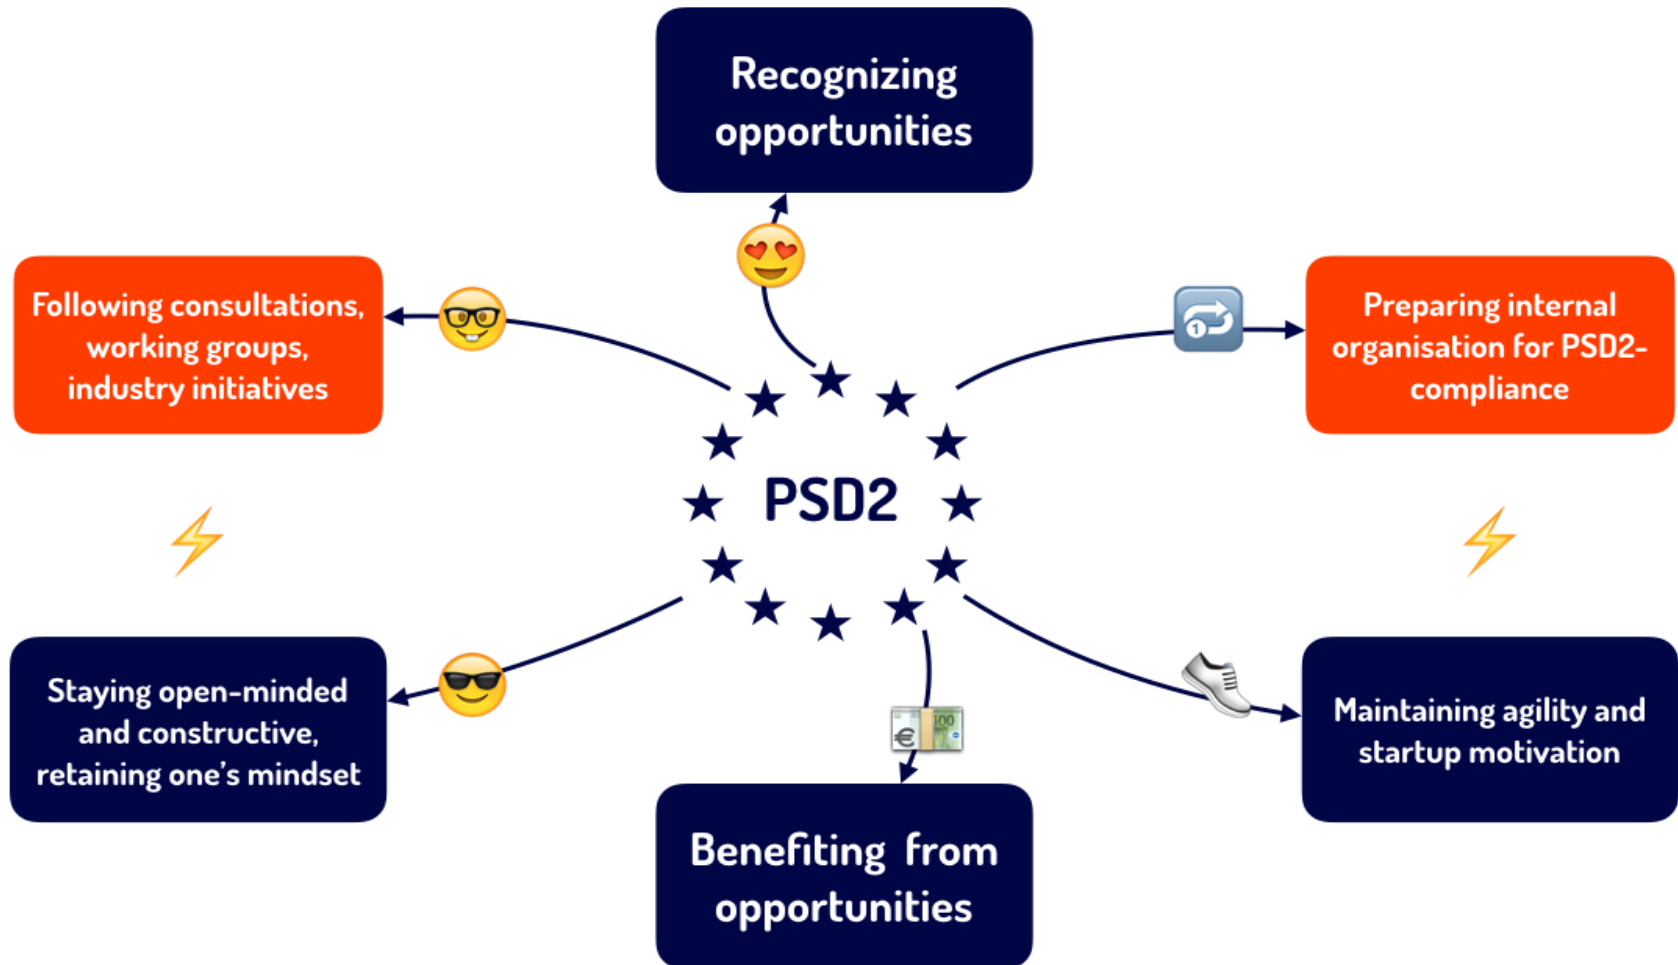 Recognizing
opportunities
Following consultations,
working groups,
industry initiatives
1
Preparing internal
organisation for PSD2-
compliance
PSD2
Staying open-minded
and constructive,
retaining one's mindset
€
100
Maintaining agility and
startup motivation
Benefiting from
opportunities